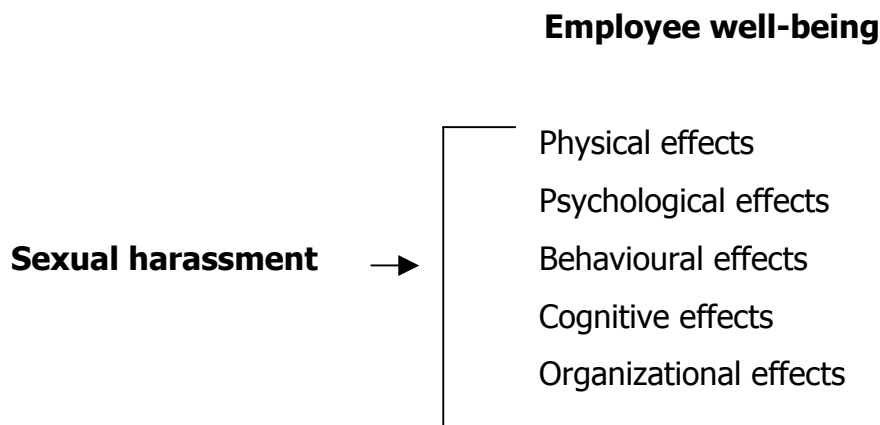 Employee well-being
Physical effects
Psychological effects
Sexual harassment
Behavioural effects
Cognitive effects
Organizational effects